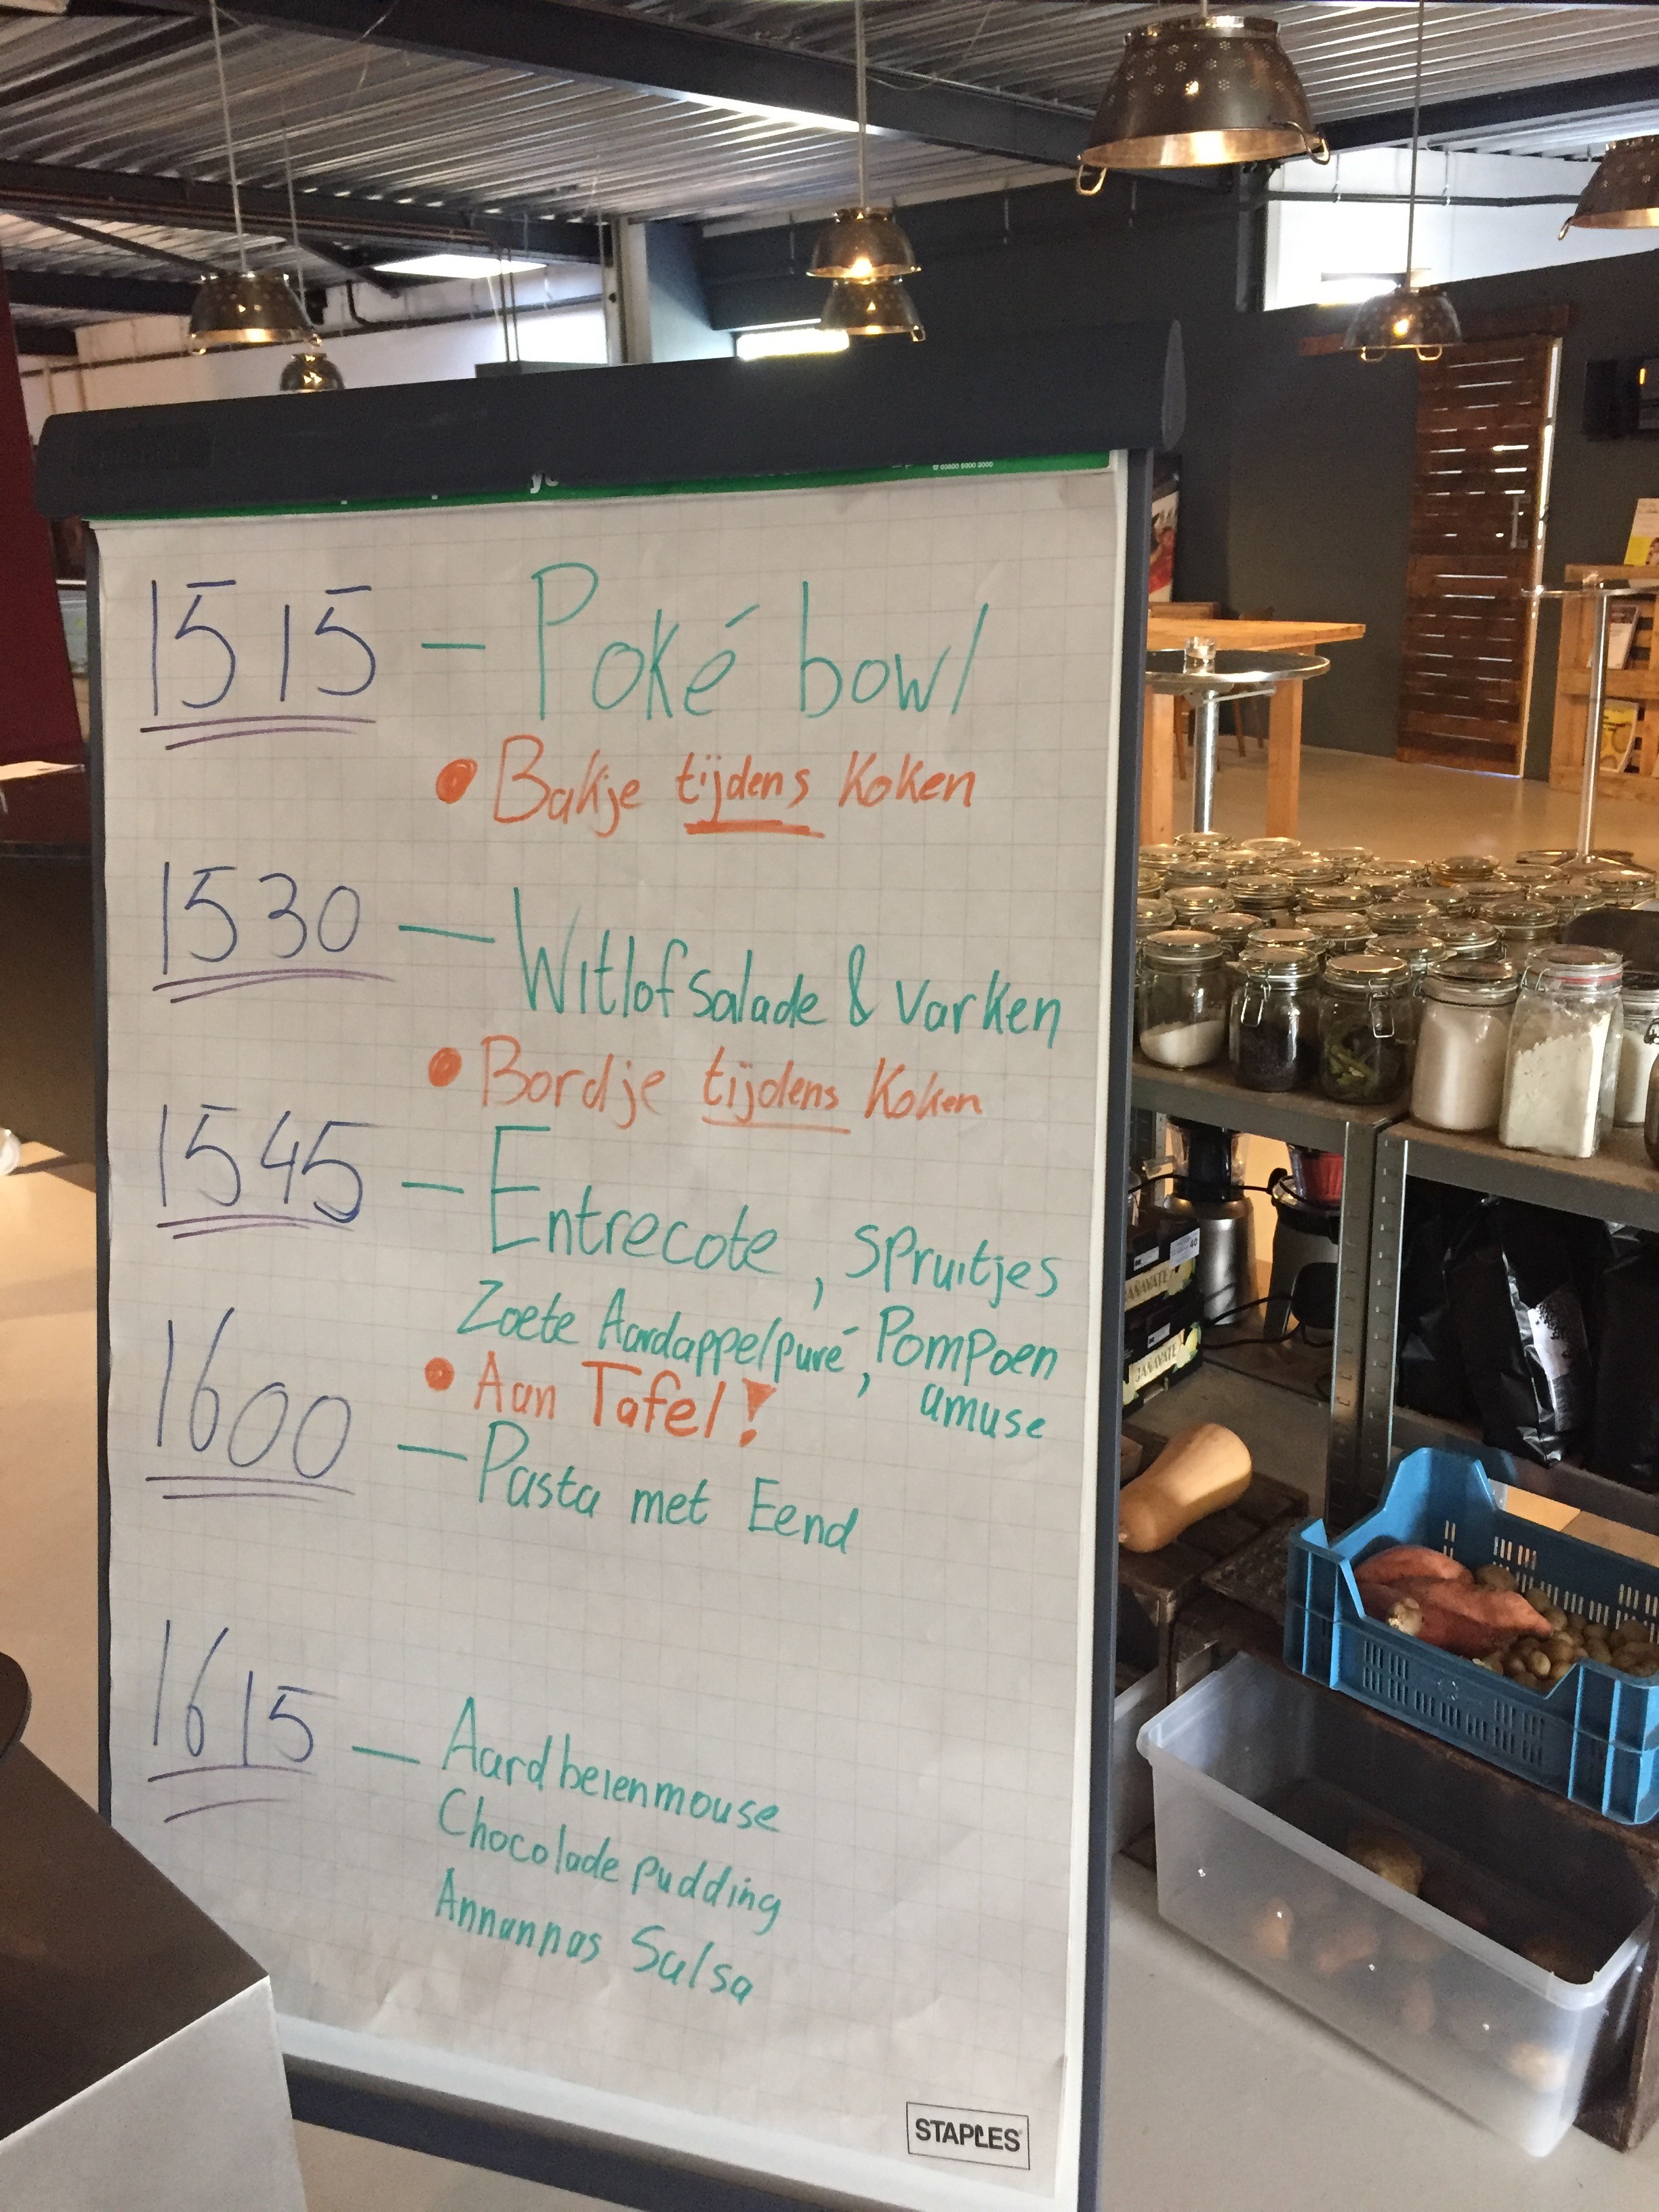 1515 — Poké bowl
• Bakje tijdens koken
1530 — Witlofsalade & varken
• Bordje tijdens koken
1545 — Entrecote, spruitjes
Zoete Aardappelpuré, Pompoen
amuse
• Aan Tafel!
1600 — Pasta met Eend
1615 — Aardbeienmouse
Chocolade pudding
Annannas Salsa
STAPLES